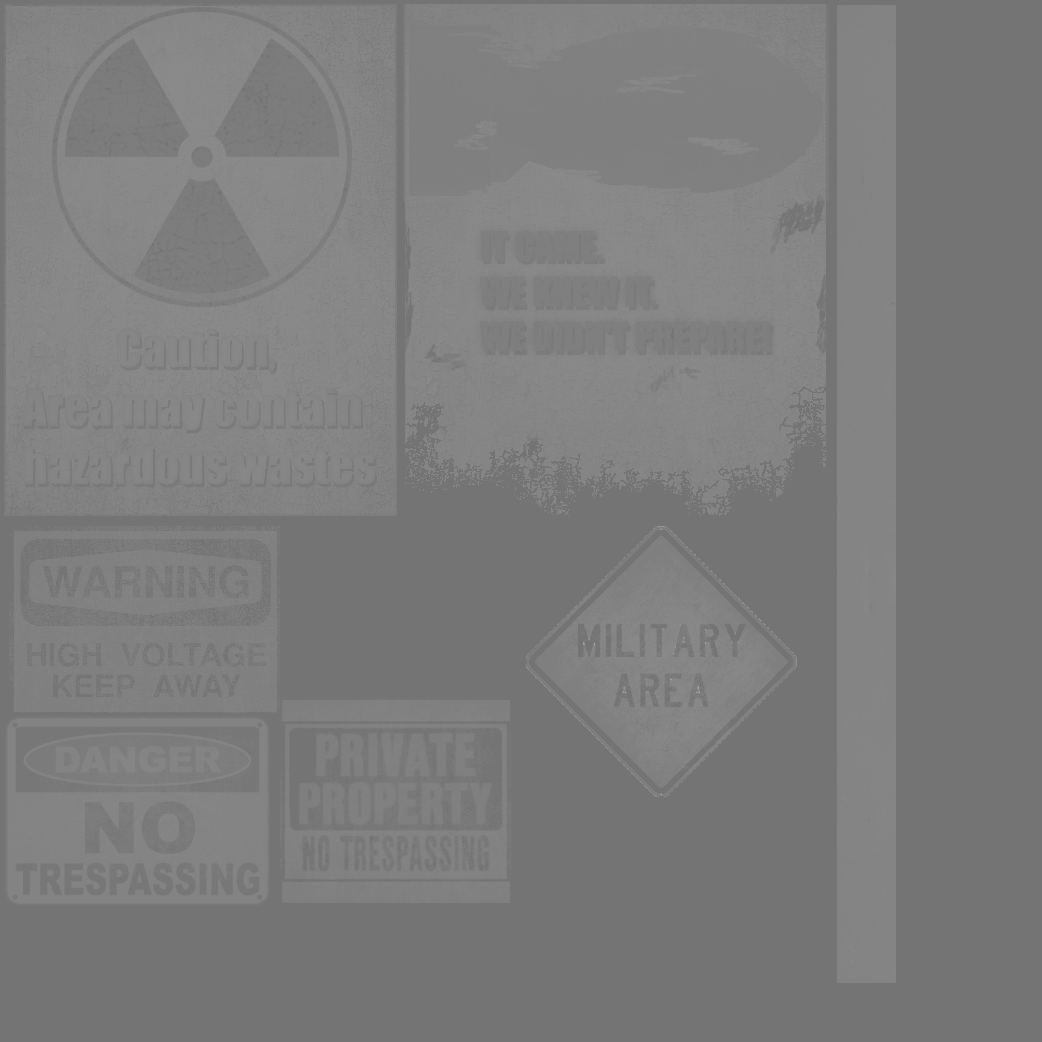 Caution,
Area may contain
hazardous wastes
IT CAME.
WE KNEW IT.
WE DIDN'T PREPARE!
WARNING
HIGH VOLTAGE
KEEP AWAY
MILITARY
AREA
DANGER
NO
TRESPASSING
PRIVATE
PROPERTY
NO TRESPASSING